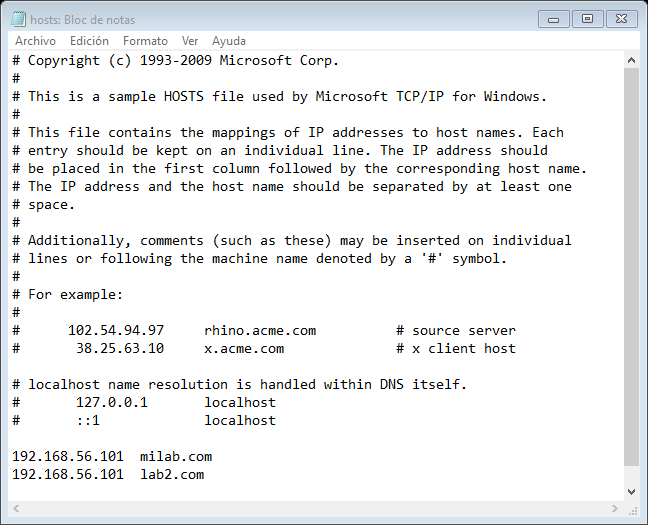 hosts: Bloc de notas
Archivo Edición Formato Ver Ayuda
# Copyright (c) 1993-2009 Microsoft Corp.
#
# This is a sample HOSTS file used by Microsoft TCP/IP for Windows.
#
# This file contains the mappings of IP addresses to host names. Each
# entry should be kept on an individual line. The IP address should
# be placed in the first column followed by the corresponding host name.
# The IP address and the host name should be separated by at least one
# space.
#
# Additionally, comments (such as these) may be inserted on individual
# lines or following the machine name denoted by a '#' symbol.
#
# For example:
#
#      102.54.94.97     rhino.acme.com          # source server
#       38.25.63.10     x.acme.com              # x client host

# localhost name resolution is handled within DNS itself.
#       127.0.0.1       localhost
#       ::1             localhost

192.168.56.101  milab.com
192.168.56.101  lab2.com